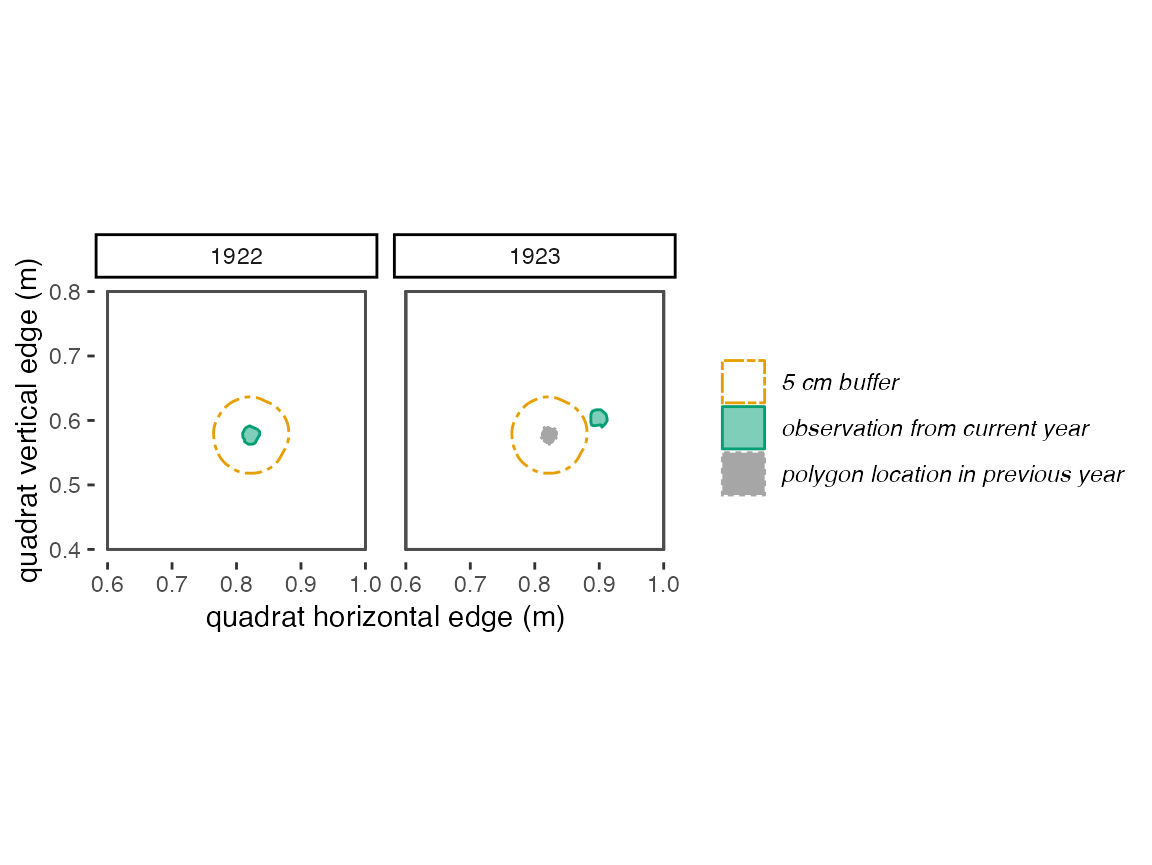 1922
1923
quadrat vertical edge (m)
0.8
0.7
0.6
0.5
0.4
0.6 0.7 0.8 0.9 1.0 0.6 0.7 0.8 0.9 1.0
quadrat horizontal edge (m)
5 cm buffer
observation from current year
polygon location in previous year